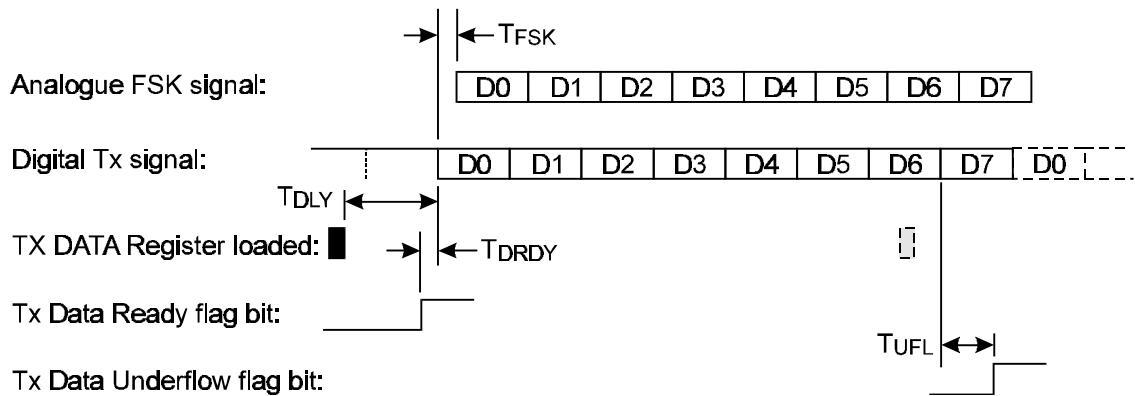 TFSK
Analogue FSK signal: D0 D1 D2 D3 D4 D5 D6 D7
Digital Tx signal: D0 D1 D2 D3 D4 D5 D6 D7 D0
TDLY
TX DATA Register loaded: TDRDY
Tx Data Ready flag bit:
TUFL
Tx Data Underflow flag bit: